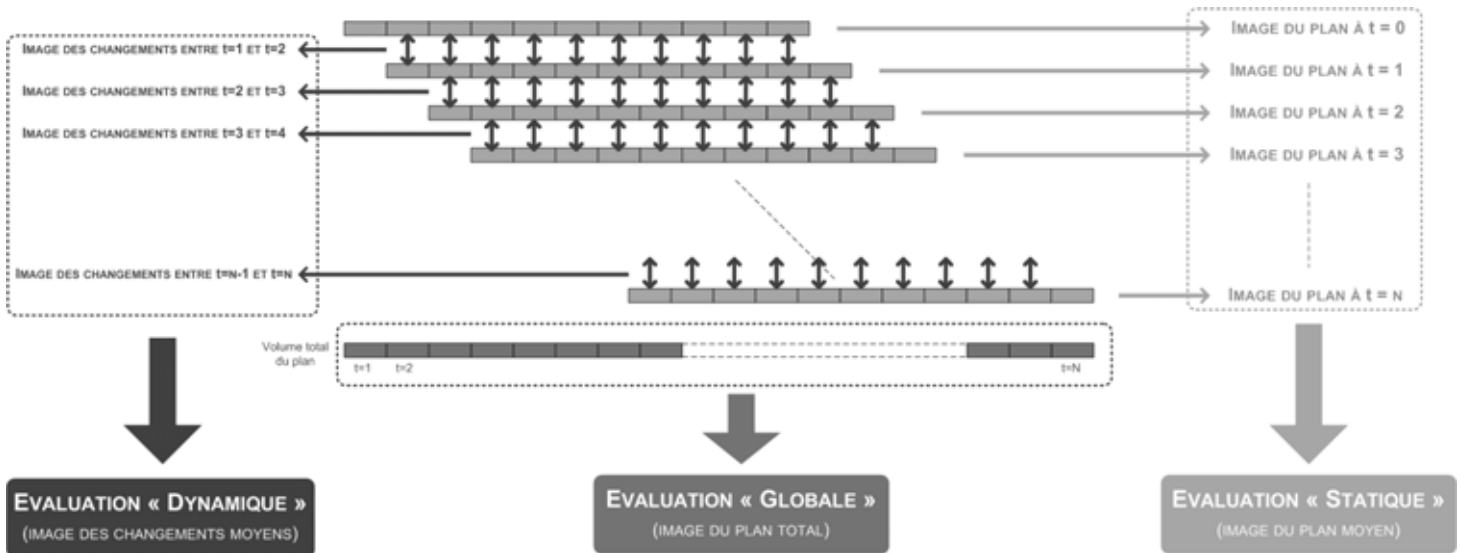 IMAGE DU PLAN À t = 0
IMAGE DES CHANGEMENTS ENTRE t=1 ET t=2
IMAGE DU PLAN À t = 1
IMAGE DES CHANGEMENTS ENTRE t=2 ET t=3
IMAGE DU PLAN À t = 2
IMAGE DES CHANGEMENTS ENTRE t=3 ET t=4
IMAGE DU PLAN À t = 3
IMAGE DES CHANGEMENTS ENTRE t=N-1 ET t=N
IMAGE DU PLAN À t = N
Volume total
du plan
t=1
t=2
t=N
EVALUATION « DYNAMIQUE »
(IMAGE DES CHANGEMENTS MOYENS)
EVALUATION « GLOBALE »
(IMAGE DU PLAN TOTAL)
EVALUATION « STATIQUE »
(IMAGE DU PLAN MOYEN)